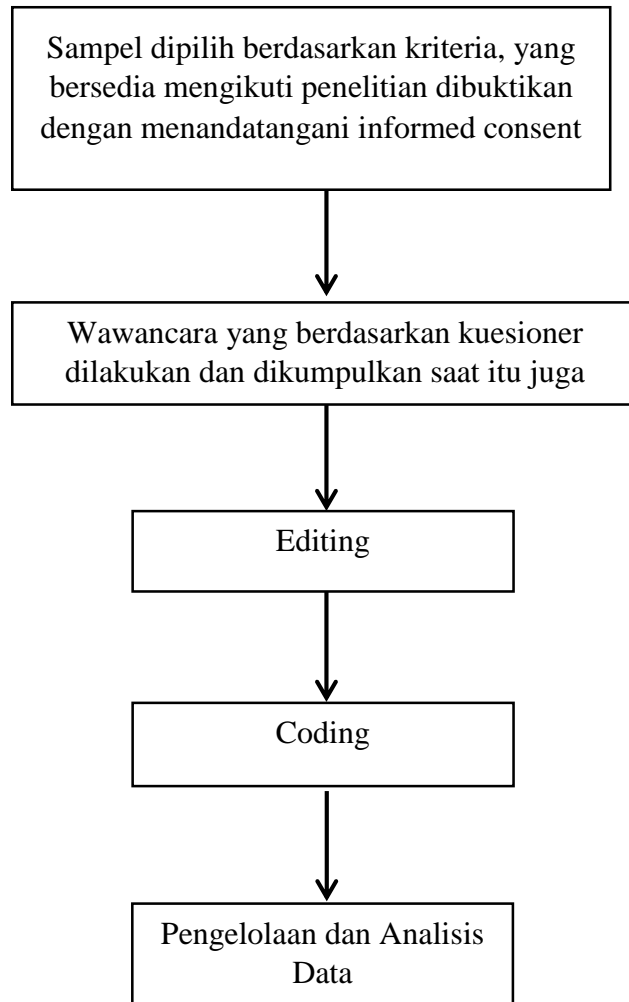 Sampel dipilih berdasarkan kriteria, yang
bersedia mengikuti penelitian dibuktikan
dengan menandatangani informed consent
Wawancara yang berdasarkan kuesioner
dilakukan dan dikumpulkan saat itu juga
Editing
Coding
Pengelolaan dan Analisis
Data